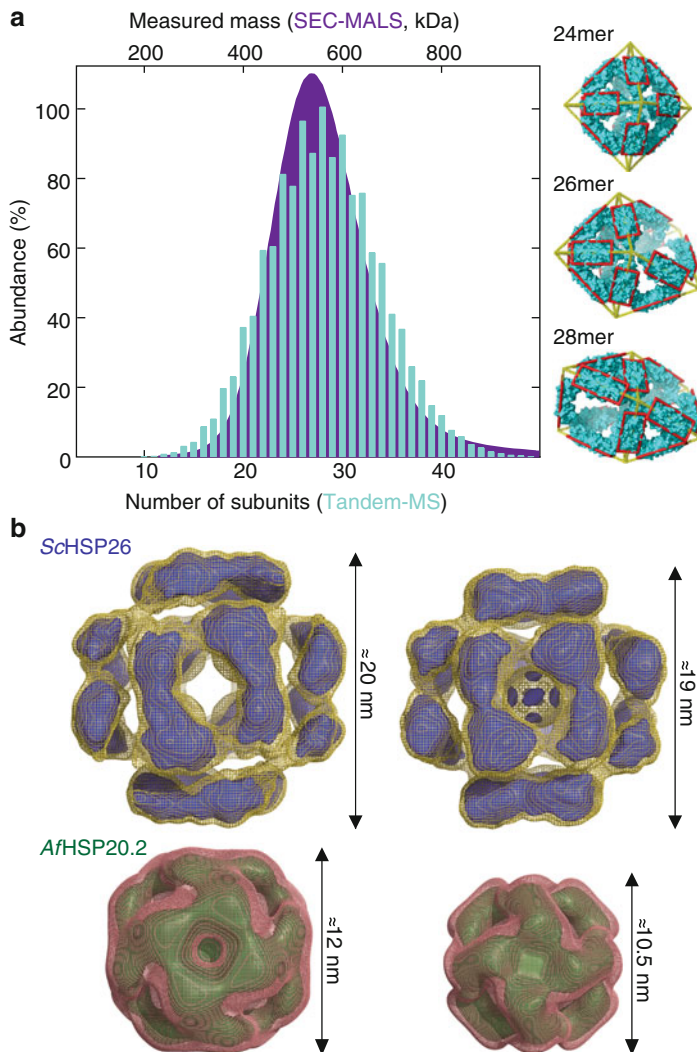 a
Measured mass (SEC-MALS, kDa)
200 400 600 800
Abundance (%)
100
80
60
40
20
0
10 20 30 40
Number of subunits (Tandem-MS)
24mer
26mer
28mer
b
ScHSP26
≈20 nm
≈19 nm
AfHSP20.2
≈12 nm
≈10.5 nm